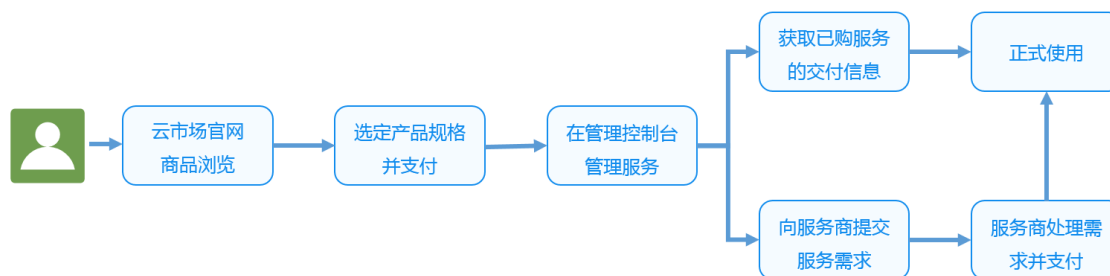 云市场官网
商品浏览
选定产品规格
并支付
在管理控制台
管理服务
获取已购服务
的交付信息
正式使用
向服务商提交
服务需求
服务商处理需
求并支付